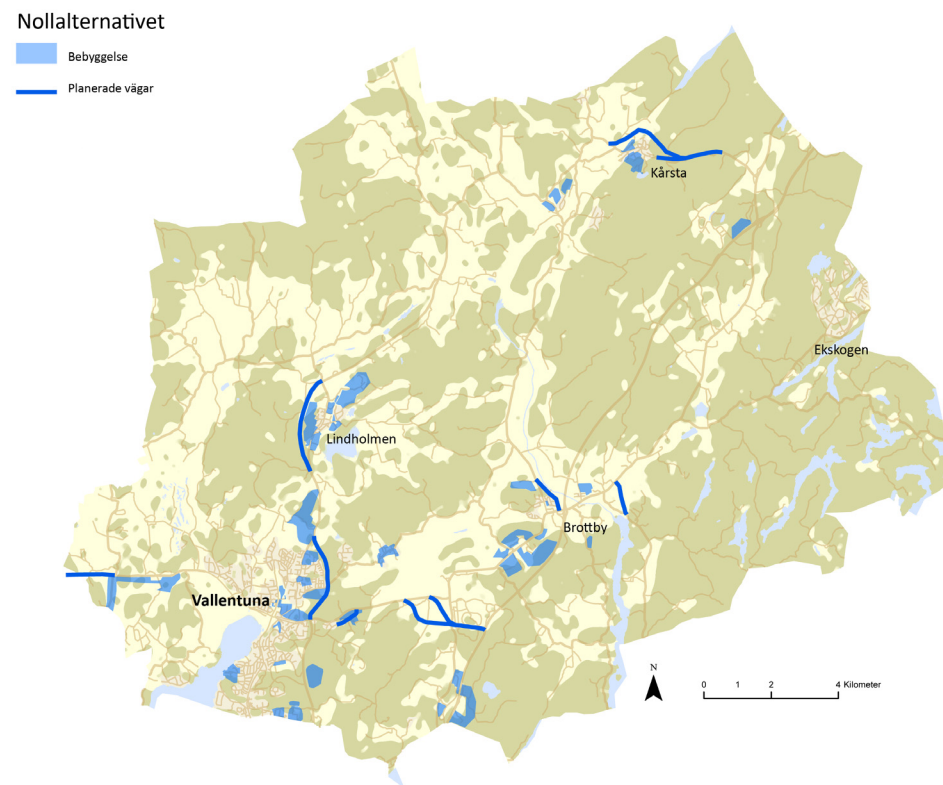 Nollalternativet
Bebyggelse
Planerade vägar
Kårsta
Ekskogen
Lindholmen
Brottby
Vallentuna
N
0 1 2 4 Kilometer